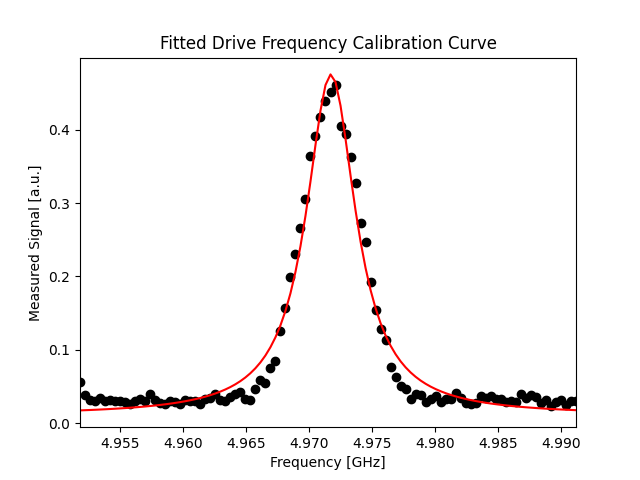 Fitted Drive Frequency Calibration Curve
Measured Signal [a.u.]
0.4
0.3
0.2
0.1
0.0
4.955 4.960 4.965 4.970 4.975 4.980 4.985 4.990
Frequency [GHz]